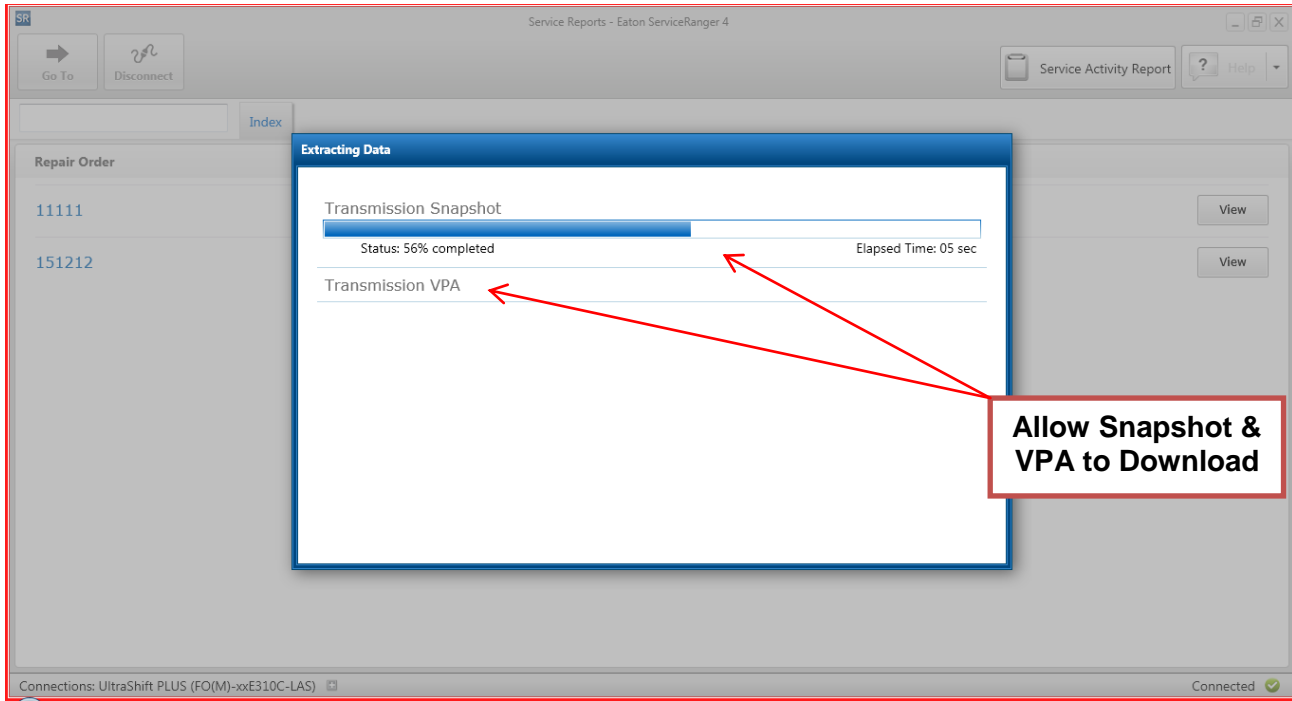 SR
Service Reports - Eaton ServiceRanger 4
Go To
Disconnect
Service Activity Report
? Help
Index
Extracting Data
Repair Order
11111
View
151212
View
Transmission Snapshot
Status: 56% completed
Elapsed Time: 05 sec
Transmission VPA
Allow Snapshot &
VPA to Download
Connections: UltraShift PLUS (FO(M)-xxE310C-LAS)
Connected